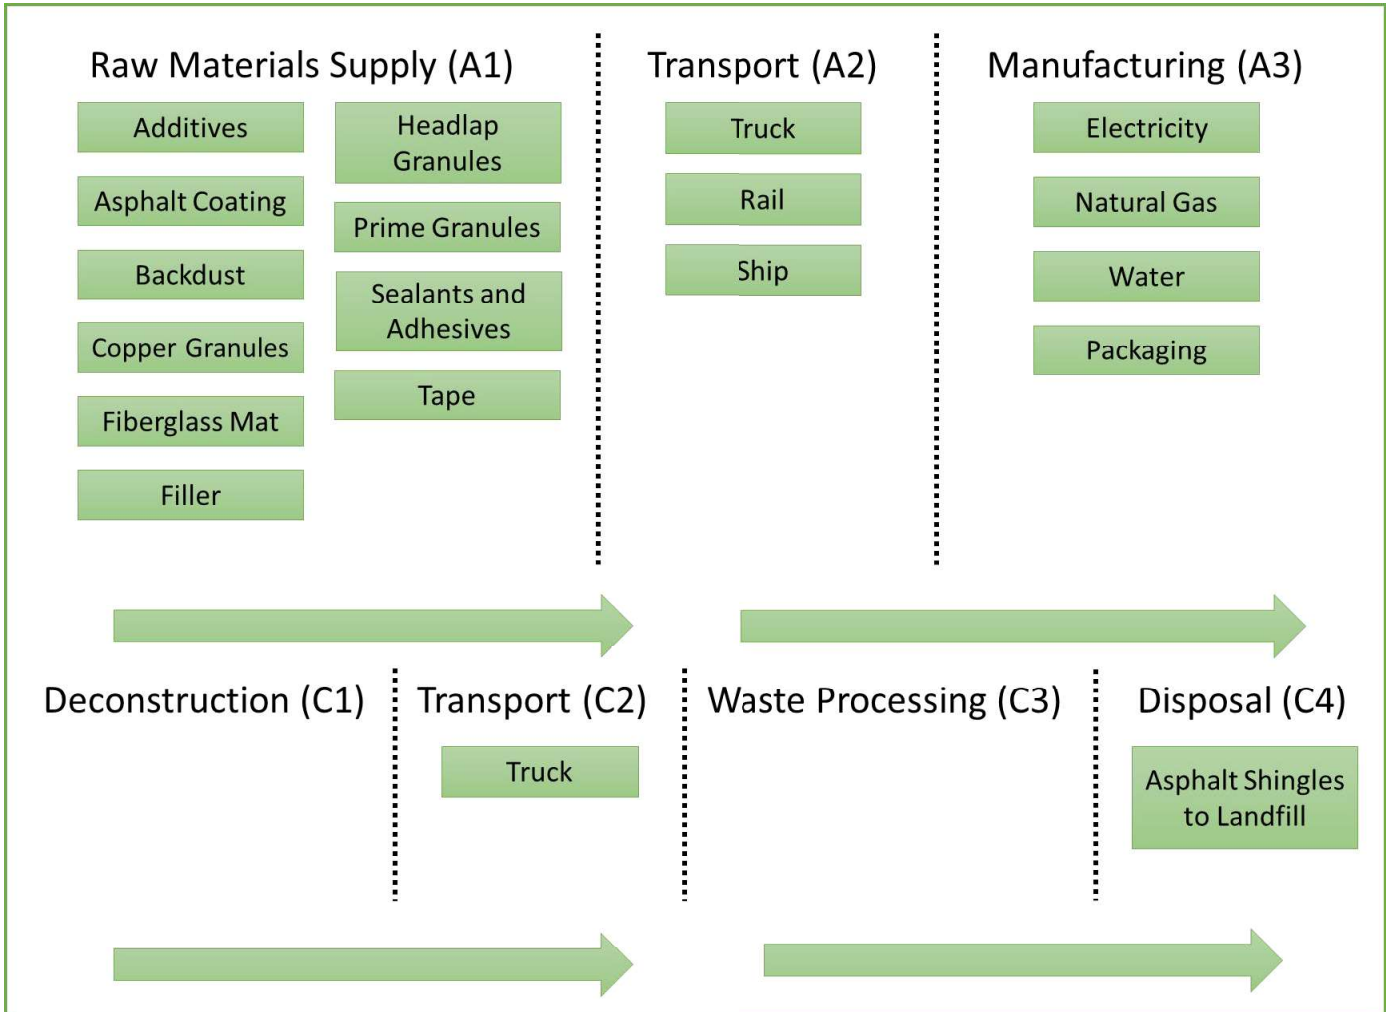 Raw Materials Supply (A1)
Additives
Asphalt Coating
Backdust
Copper Granules
Fiberglass Mat
Filler
Headlap
Granules
Prime Granules
Sealants and
Adhesives
Tape
Transport (A2)
Truck
Rail
Ship
Manufacturing (A3)
Electricity
Natural Gas
Water
Packaging
Deconstruction (C1)
Transport (C2)
Truck
Waste Processing (C3)
Disposal (C4)
Asphalt Shingles
to Landfill